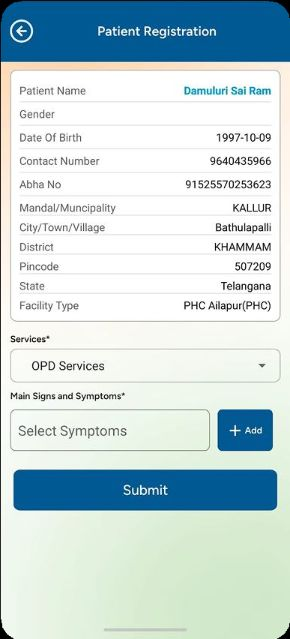 Patient Registration
Patient Name Damuluri Sai Ram
Gender
Date Of Birth 1997-10-09
Contact Number 9640435966
Abha No 91525570253623
Mandal/Muncipality KALLUR
City/Town/Village Bathulapalli
District KHAMMAM
Pincode 507209
State Telangana
Facility Type PHC Ailapur(PHC)
Services*
OPD Services
Main Signs and Symptoms*
Select Symptoms
+ Add
Submit